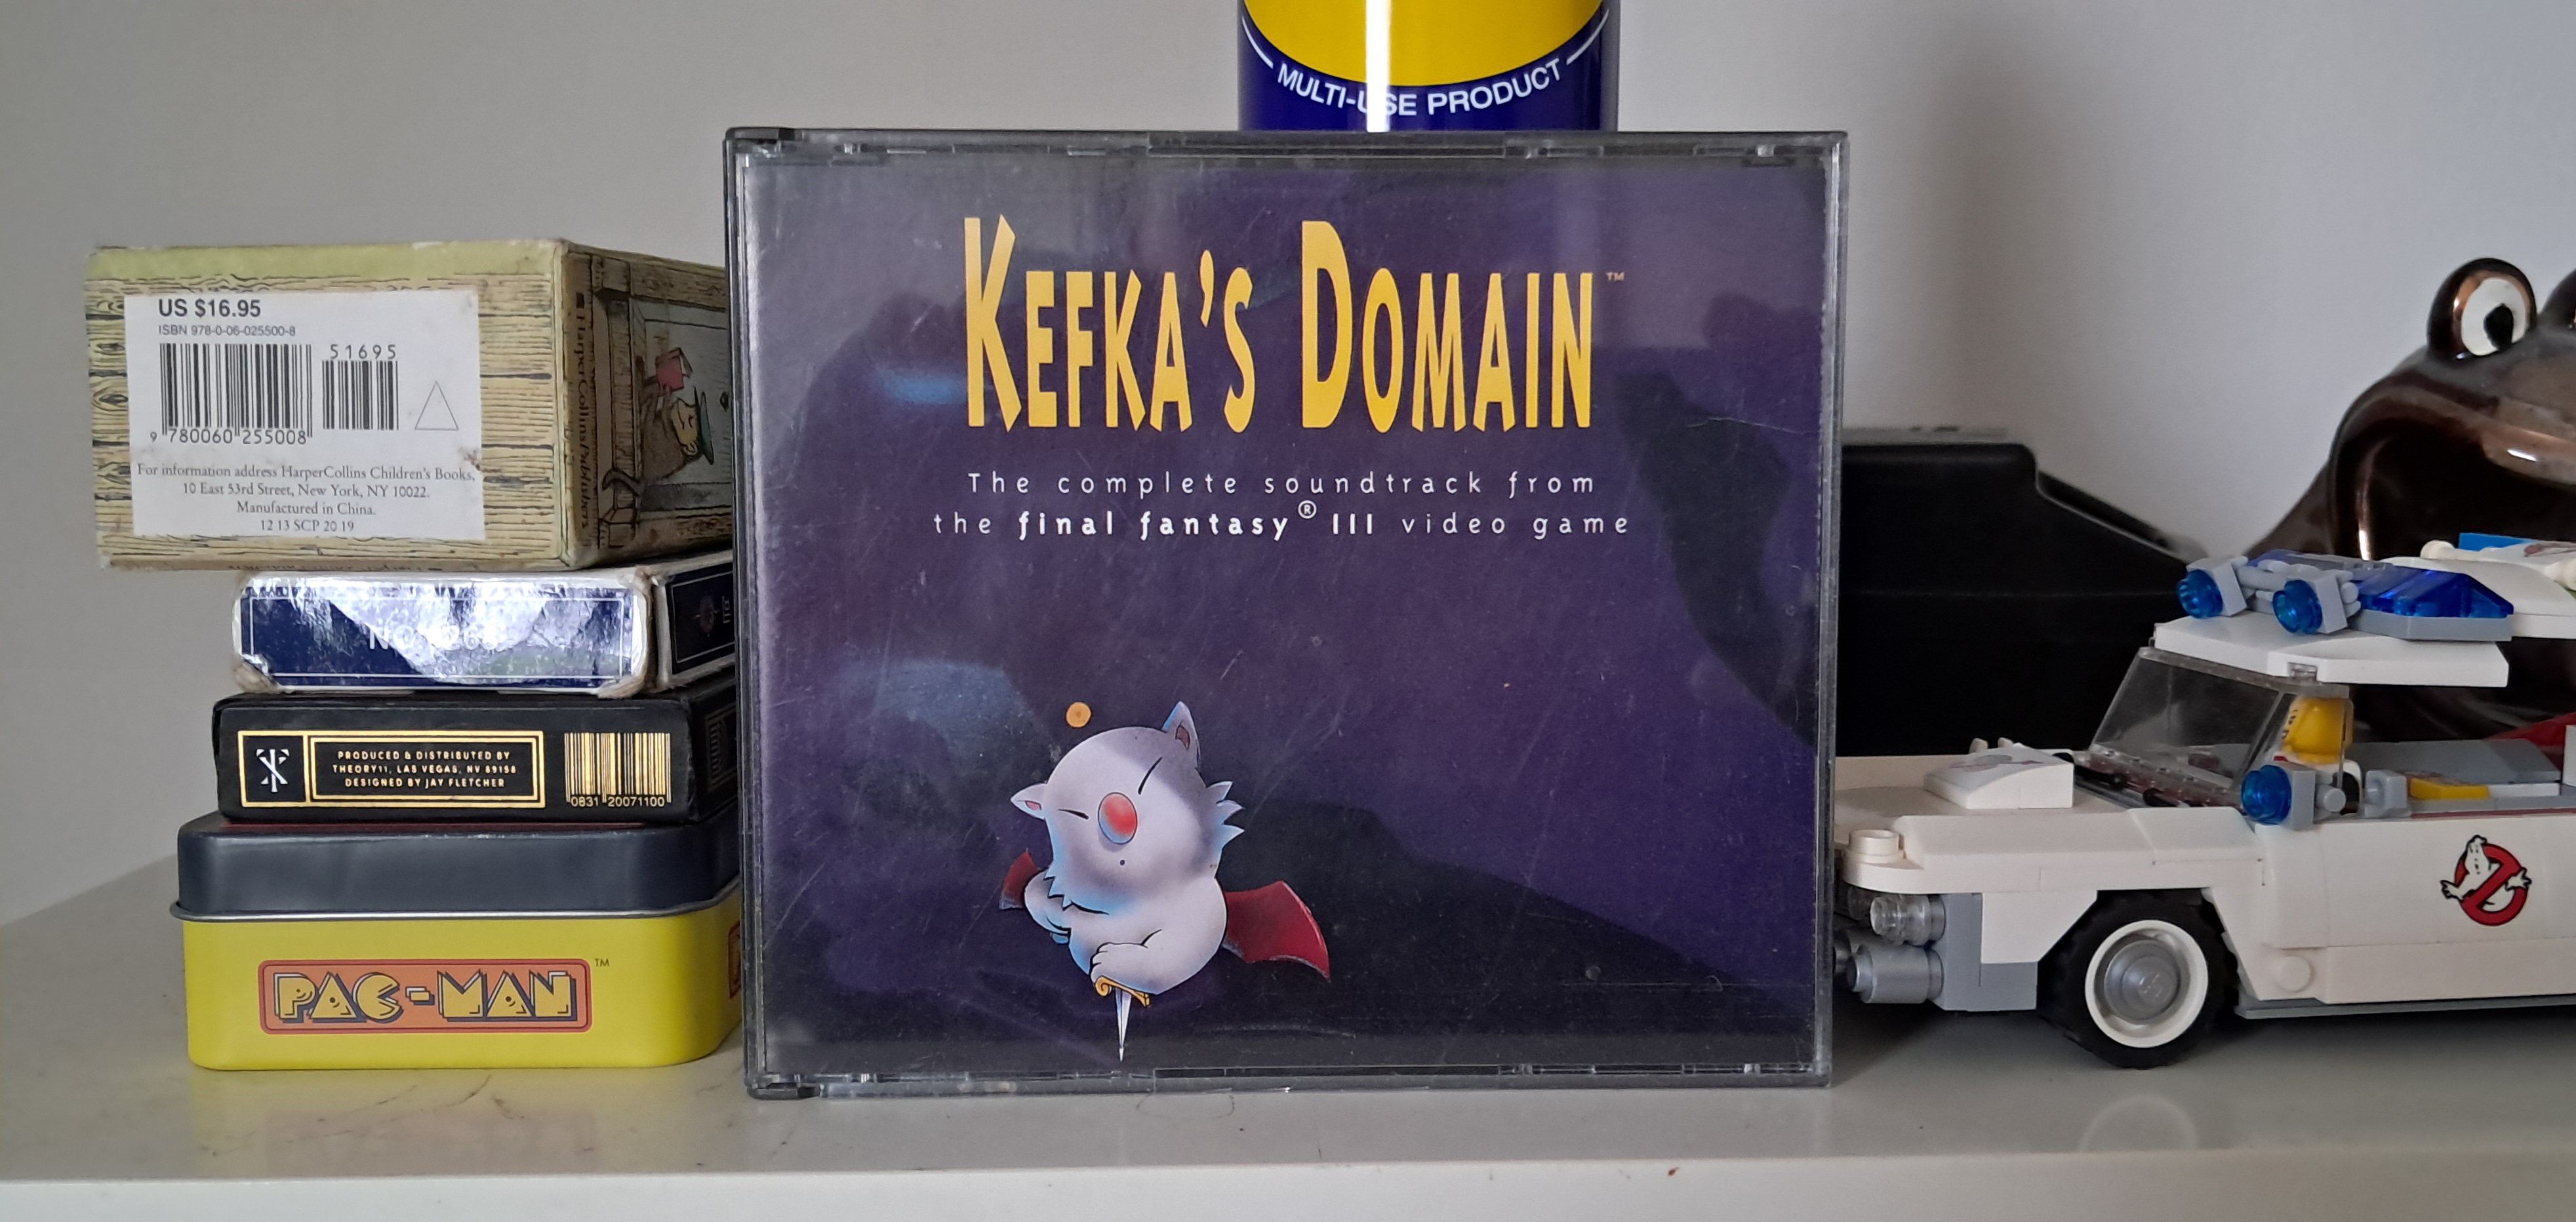 MULTI-USE PRODUCT
US $16.95
ISBN 978-0-06-025500-8
51695
9 780060 255008
For information address HarperCollins Children's Books,
10 East 53rd Street, New York, NY 10022.
Manufactured in China.
12 13 SCP 20 19
HarperCollinsPublishers
PRODUCED & DISTRIBUTED BY
THEORY11, LAS VEGAS, NV 89158
DESIGNED BY JAY FLETCHER
0831 20071100
PAC-MAN™
KEFKA'S DOMAIN™
The complete soundtrack from
the final fantasy® III video game